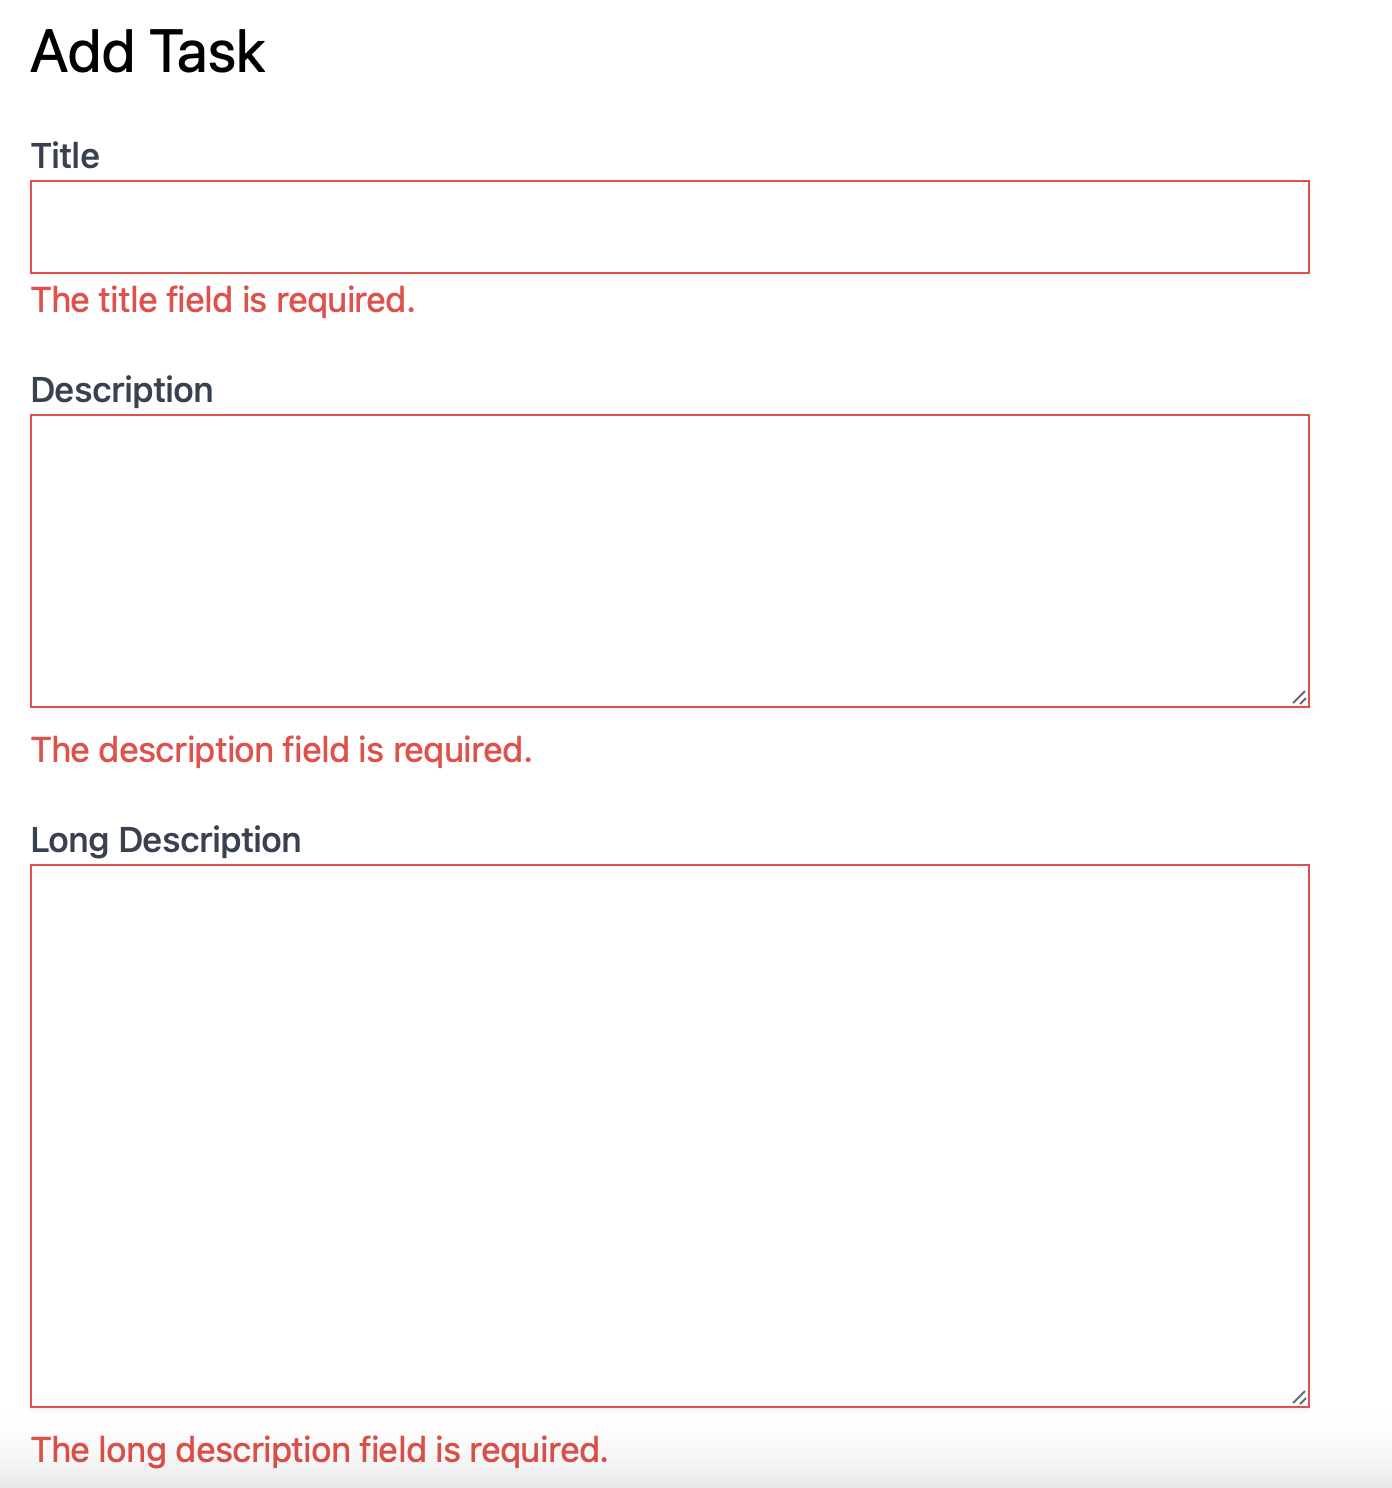 Add Task
Title
The title field is required.
Description
The description field is required.
Long Description
The long description field is required.